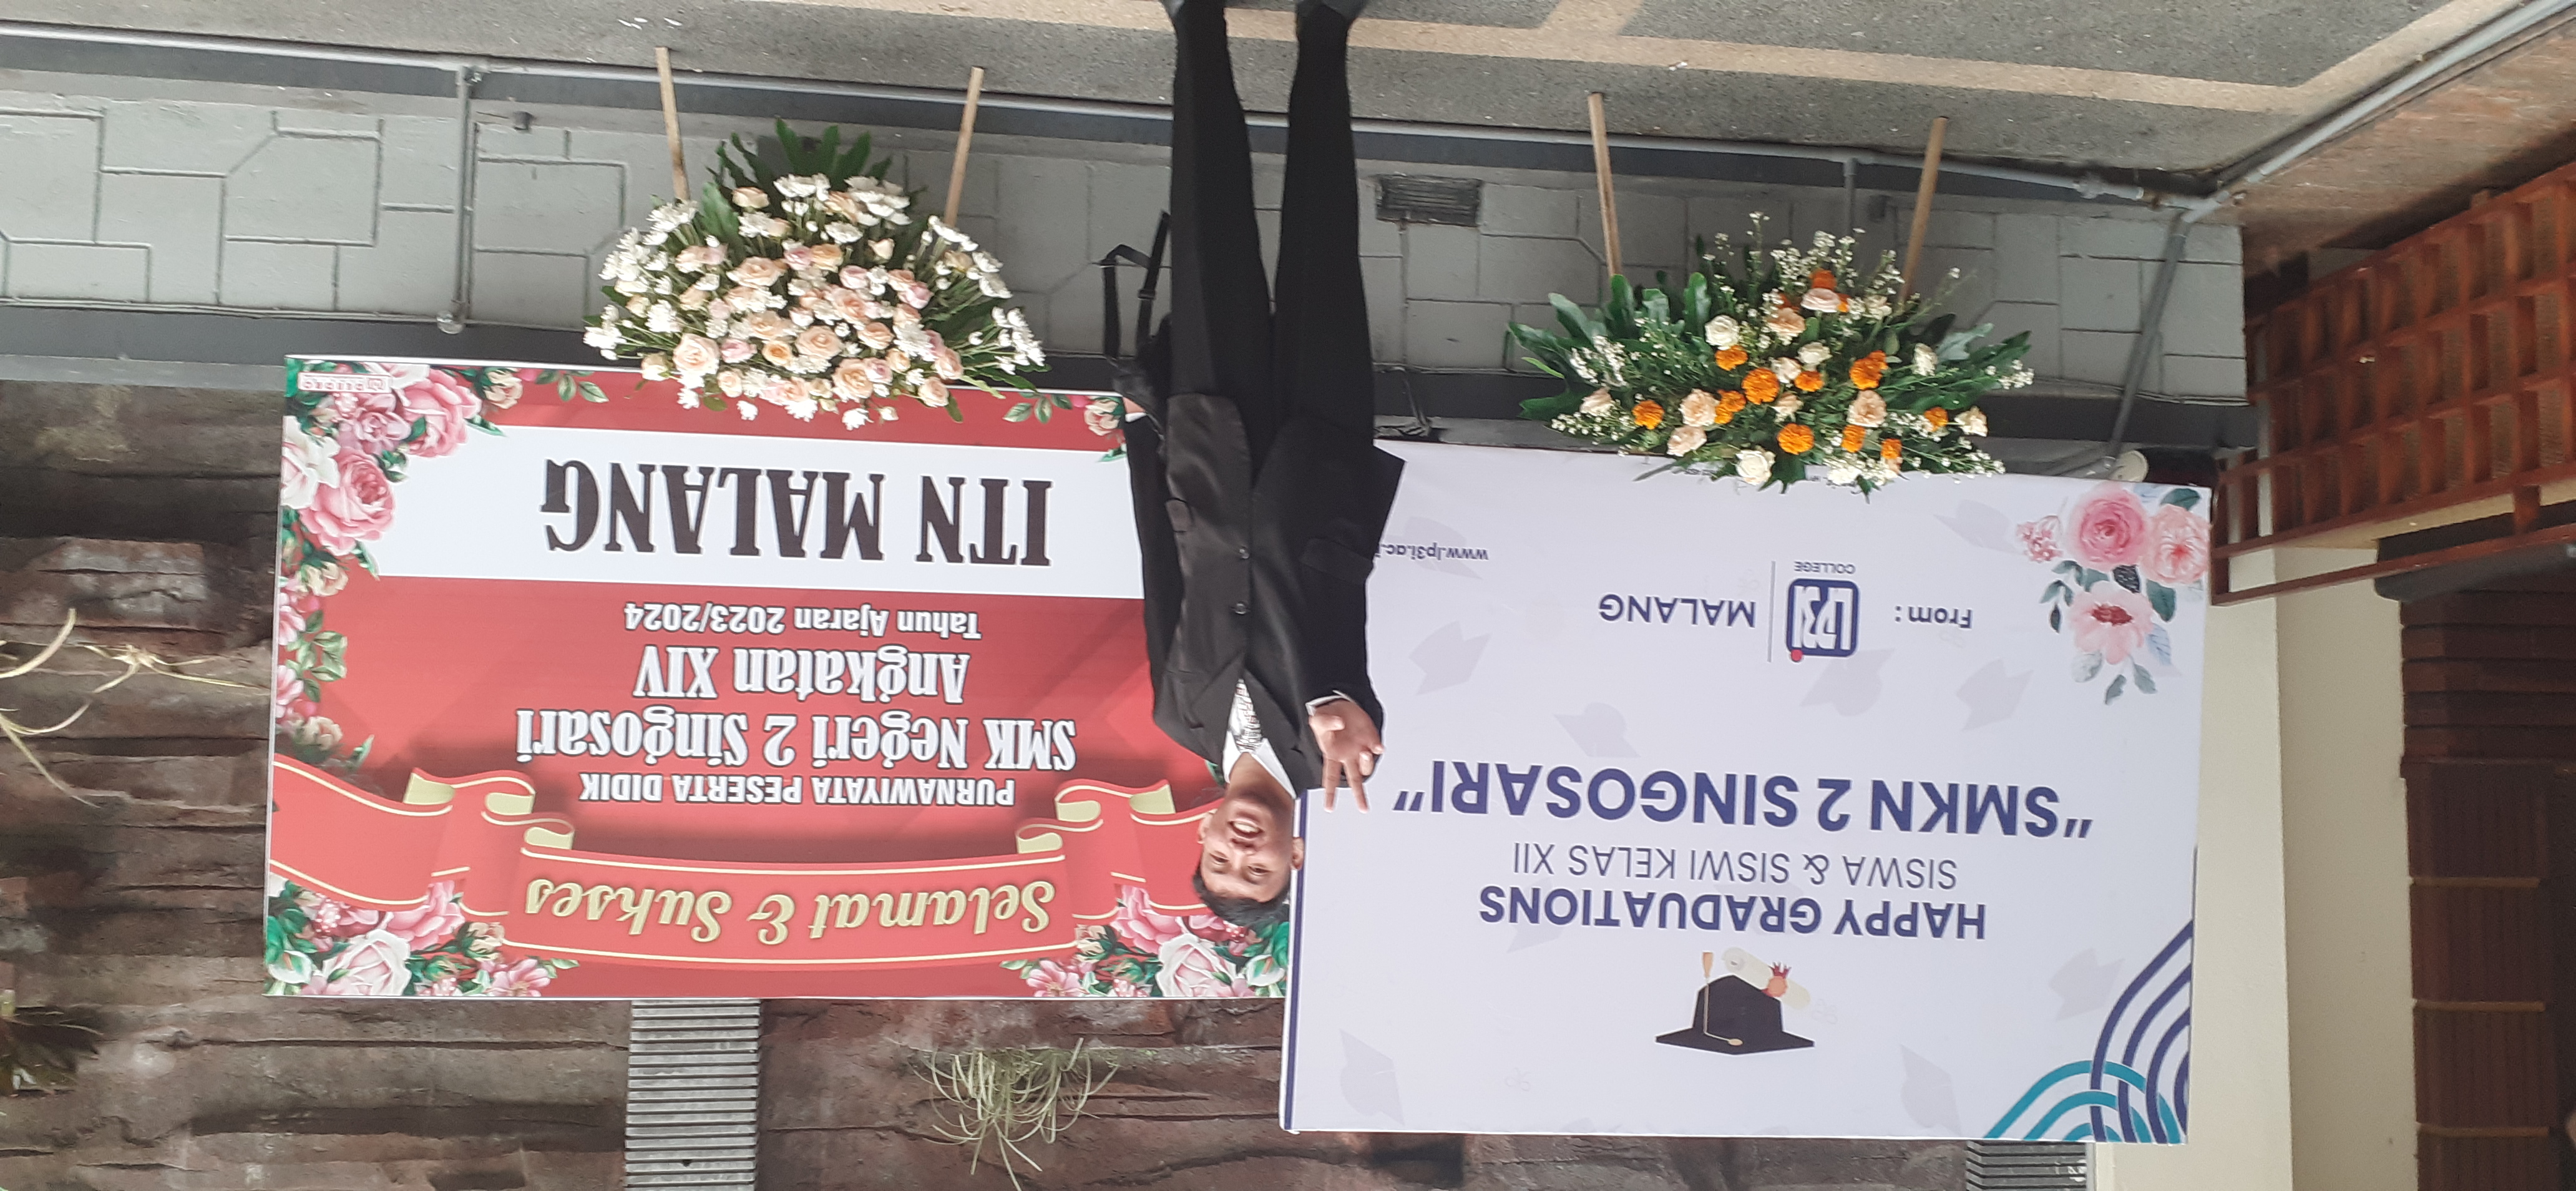 HAPPY GRADUATIONS
SISWA & SISWI KELAS XII
“SMKN 2 SINGOSARI”
From :
LP3I
COLLEGE
MALANG
www.lp3i.ac.i
Selamat & Sukses
PURNAWIYATA PESERTA DIDIK
SMK Negeri 2 Singosari
Angkatan XIV
Tahun Ajaran 2023/2024
ITN MALANG